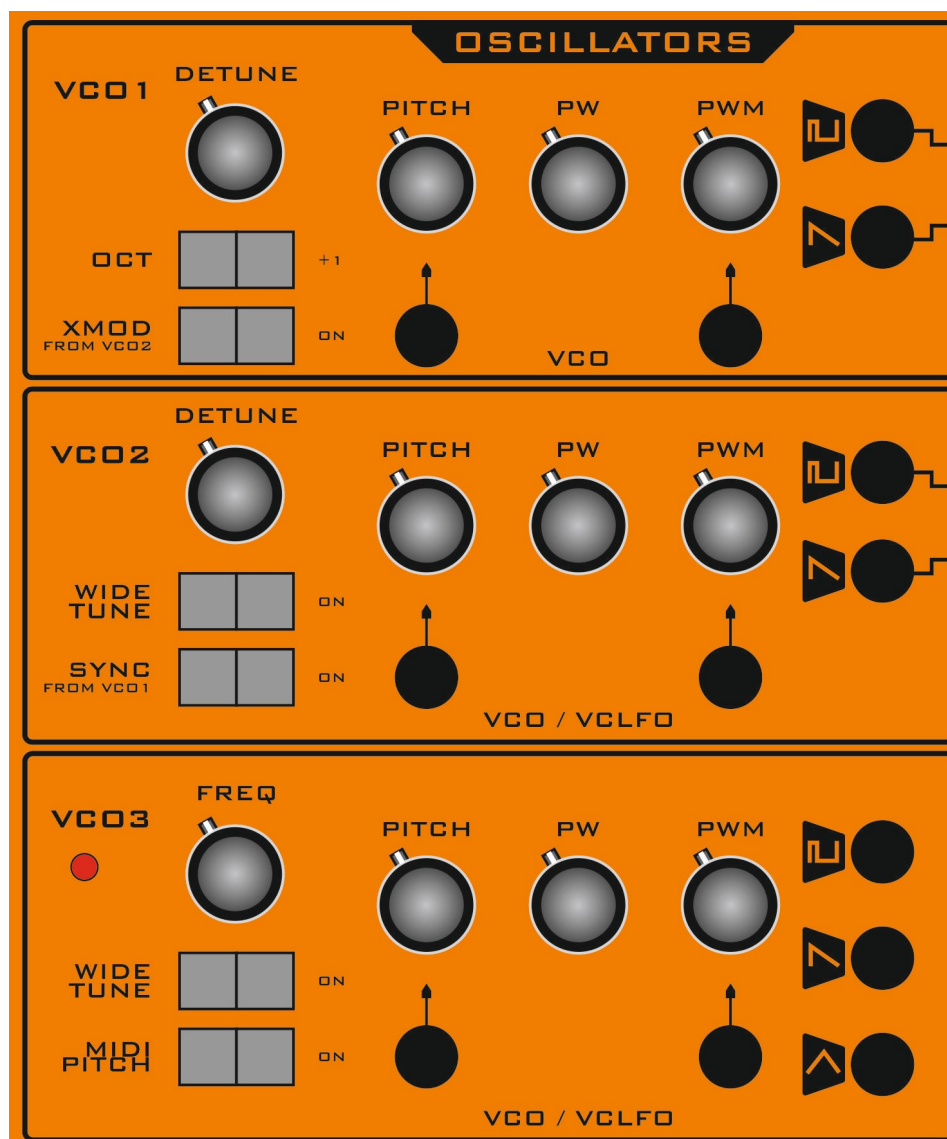 OSCILLATORS
VCO1
DETUNE
PITCH
PW
PWM
OCT
+1
XMOD
FROM VCO2
ON
VCO
VCO2
DETUNE
PITCH
PW
PWM
WIDE
TUNE
ON
SYNC
FROM VCO1
ON
VCO / VCLFO
VCO3
FREQ
PITCH
PW
PWM
WIDE
TUNE
ON
MIDI
PITCH
ON
VCO / VCLFO